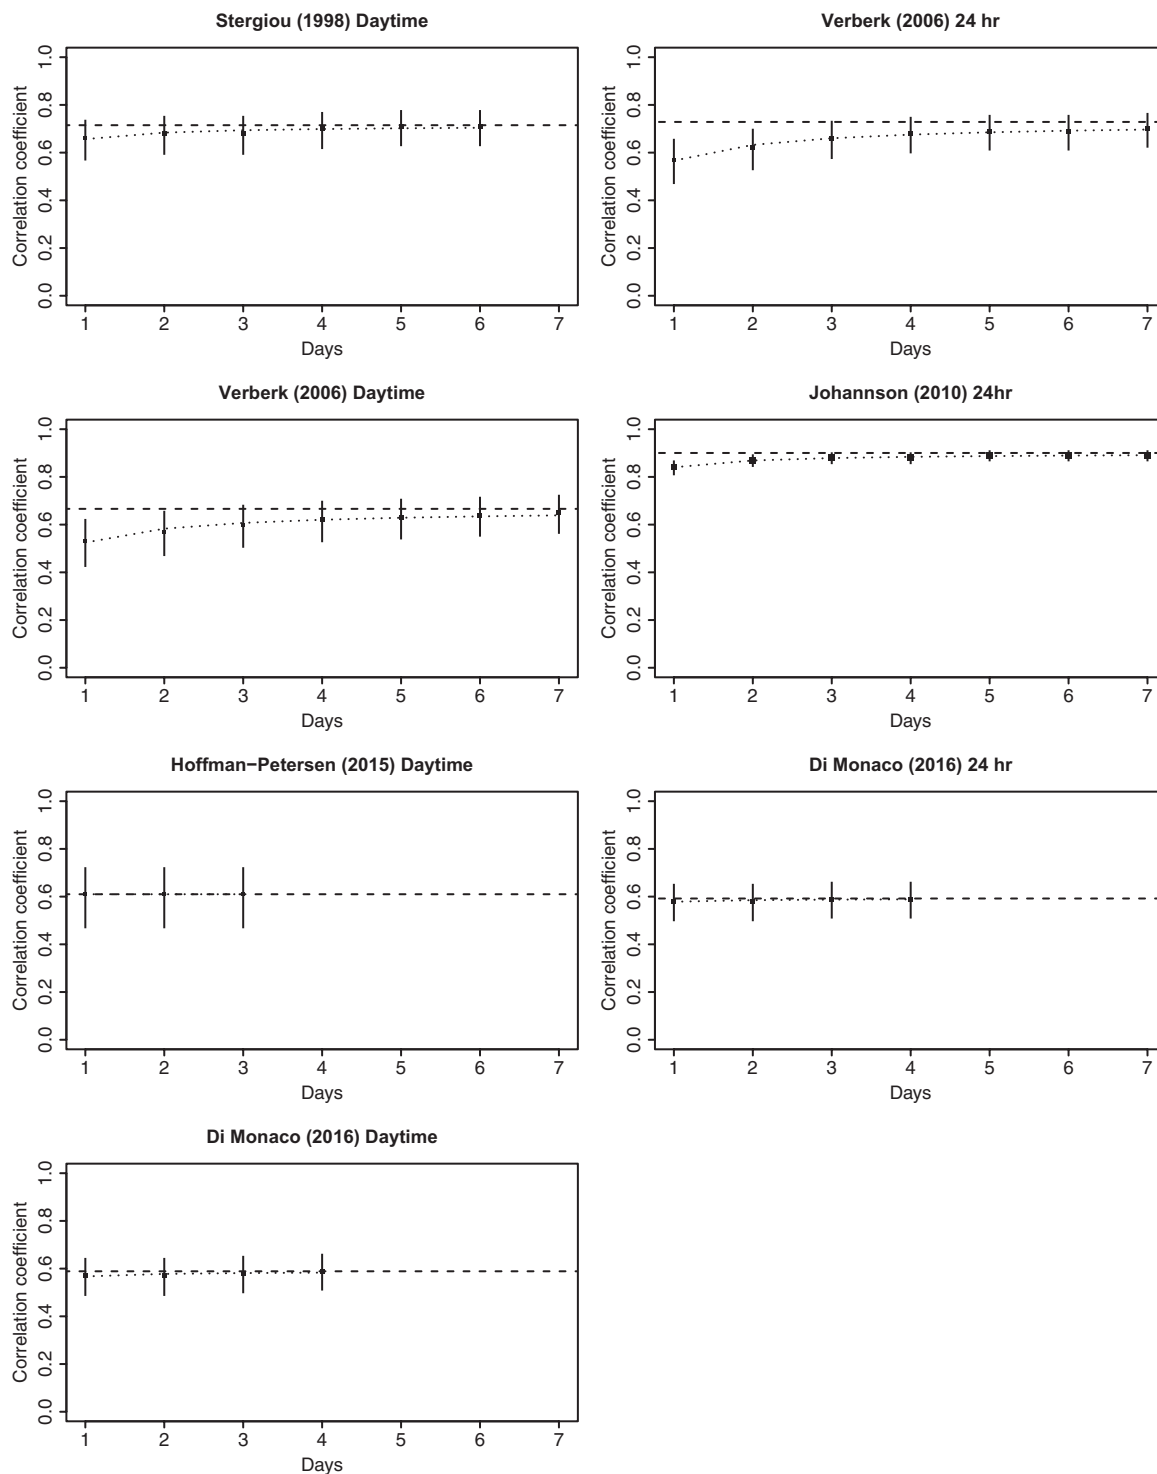 Stergiou (1998) Daytime
Correlation coefficient
0.0 0.2 0.4 0.6 0.8 1.0
1 2 3 4 5 6 7
Days
Verberk (2006) 24 hr
Correlation coefficient
0.0 0.2 0.4 0.6 0.8 1.0
1 2 3 4 5 6 7
Days
Verberk (2006) Daytime
Correlation coefficient
0.0 0.2 0.4 0.6 0.8 1.0
1 2 3 4 5 6 7
Days
Johannson (2010) 24hr
Correlation coefficient
0.0 0.2 0.4 0.6 0.8 1.0
1 2 3 4 5 6 7
Days
Hoffman−Petersen (2015) Daytime
Correlation coefficient
0.0 0.2 0.4 0.6 0.8 1.0
1 2 3 4 5 6 7
Days
Di Monaco (2016) 24 hr
Correlation coefficient
0.0 0.2 0.4 0.6 0.8 1.0
1 2 3 4 5 6 7
Days
Di Monaco (2016) Daytime
Correlation coefficient
0.0 0.2 0.4 0.6 0.8 1.0
1 2 3 4 5 6 7
Days